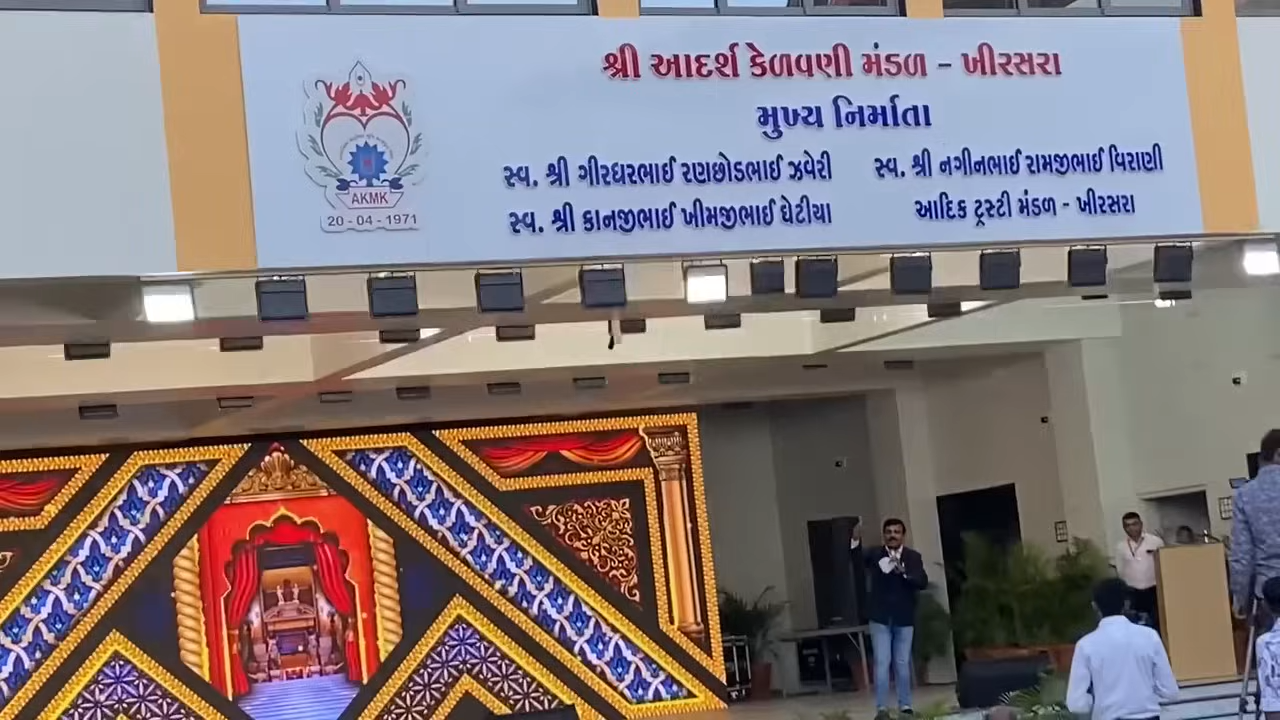 શ્રી આદર્શ કેળવણી મંડળ - ખીરસરા
મુખ્ય નિર્માતા
સ્વ. શ્રી ગીરધરભાઈ રણછોડભાઈ ઝવેરી
સ્વ. શ્રી નગીનભાઈ રામજીભાઈ વિરાણી
સ્વ. શ્રી કાનજીભાઈ ખીમજીભાઈ ઘેટીયા
આદિક ટ્રસ્ટી મંડળ - ખીરસરા
AKMK
20 - 04 - 1971